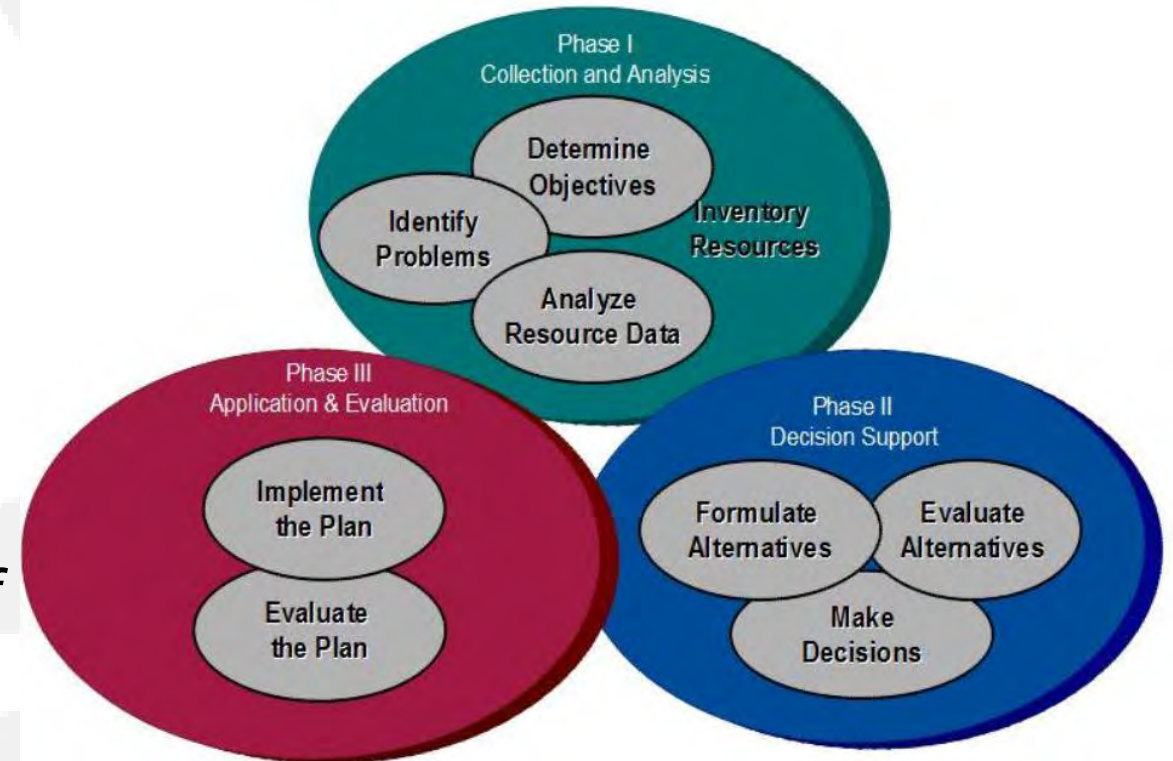 Phase I
Collection and Analysis
Determine
Objectives
Inventory
Resources
Identify
Problems
Analyze
Resource Data
Phase III
Application & Evaluation
Implement
the Plan
Evaluate
the Plan
Phase II
Decision Support
Formulate
Alternatives
Evaluate
Alternatives
Make
Decisions